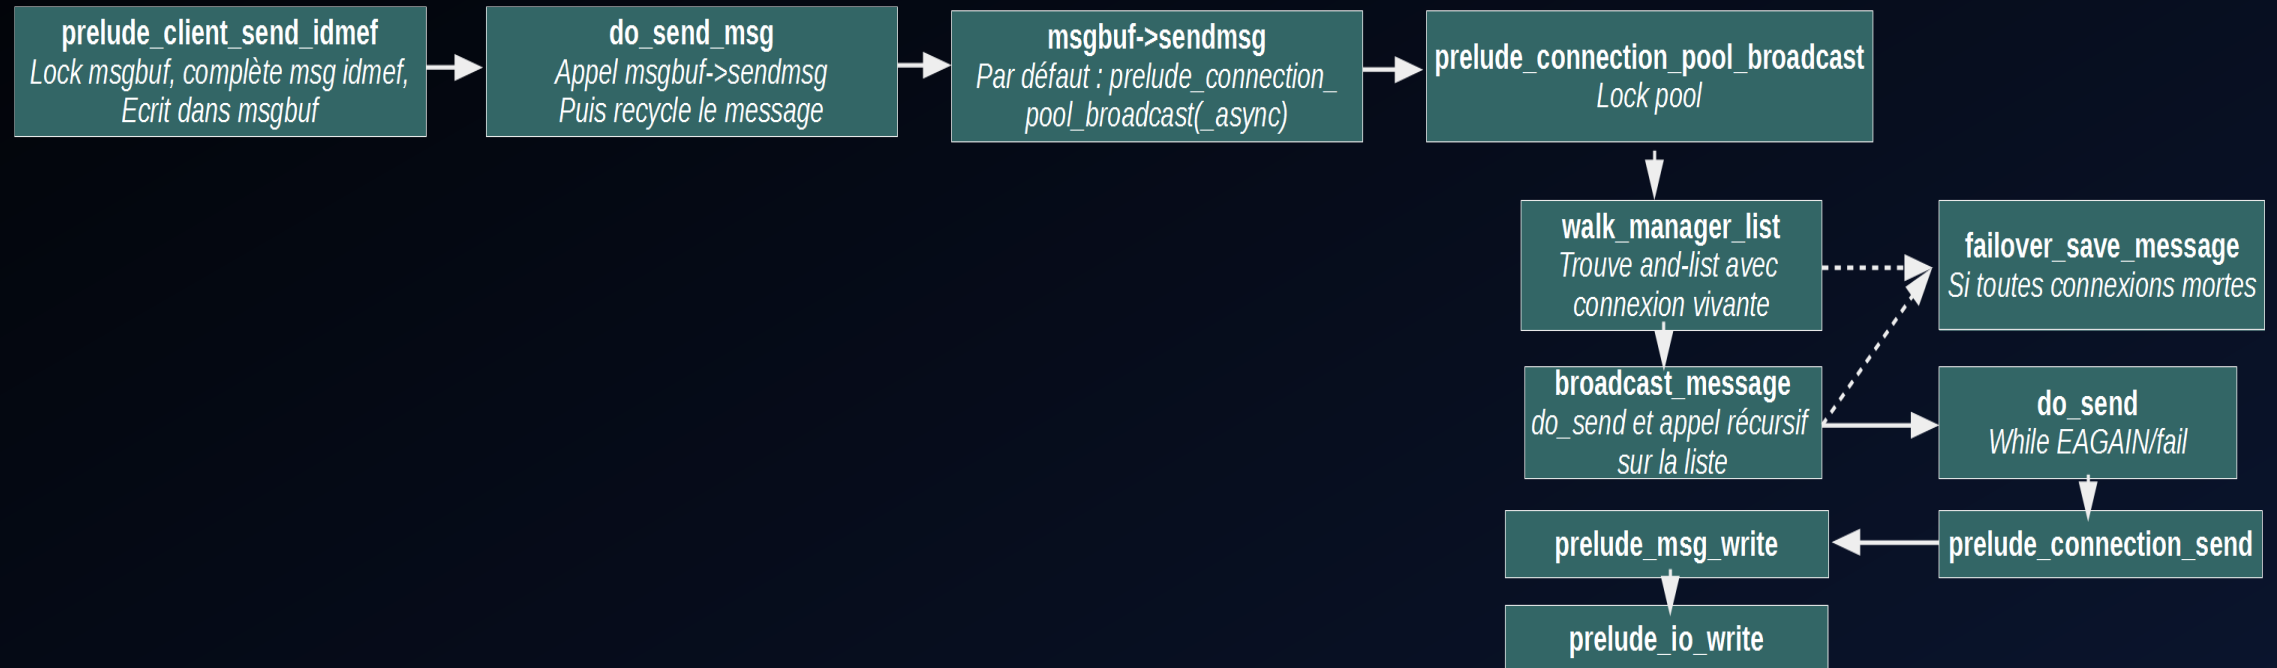 prelude_client_send_idmef
Lock msgbuf, complète msg idmef,
Ecrit dans msgbuf
do_send_msg
Appel msgbuf->sendmsg
Puis recycle le message
msgbuf->sendmsg
Par défaut : prelude_connection_
pool_broadcast(_async)
prelude_connection_pool_broadcast
Lock pool
walk_manager_list
Trouve and-list avec
connexion vivante
failover_save_message
Si toutes connexions mortes
broadcast_message
do_send et appel récursif
sur la liste
do_send
While EAGAIN/fail
prelude_msg_write
prelude_connection_send
prelude_io_write